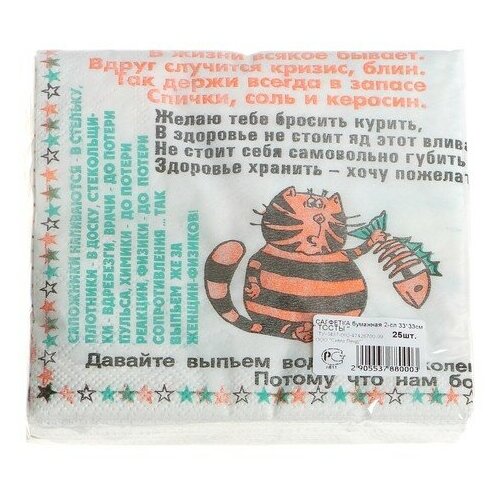 В жизни всякое бывает.
Вдруг случится кризис, блин.
Так держи всегда в запасе
Спички, соль и керосин.
Желаю тебе бросить курить,
В здоровье не стоит яд этот влива
Не стоит себя самовольно губить
Здоровье хранить – хочу пожелат
САПОЖНИКИ НАПИВАЮТСЯ - В СТЕЛЬКУ,
ПЛОТНИКИ - В ДОСКУ, СТЕКОЛЬЩИ-
КИ - ВДРЕБЕЗГИ, ВРАЧИ - ДО ПОТЕРИ
ПУЛЬСА, ХИМИКИ - ДО ПОТЕРИ
РЕАКЦИИ, ФИЗИКИ - ДО ПОТЕРИ
СОПРОТИВЛЕНИЯ ... ТАК
ВЫПЬЕМ ЖЕ ЗА
ЖЕНЩИН-ФИЗИКОВ!
САЛФЕТКА бумажная 2-сл 33*33см
ТОСТЫ
25шт.
2 905537 880003
Давайте выпьем во
Потому что нам бо